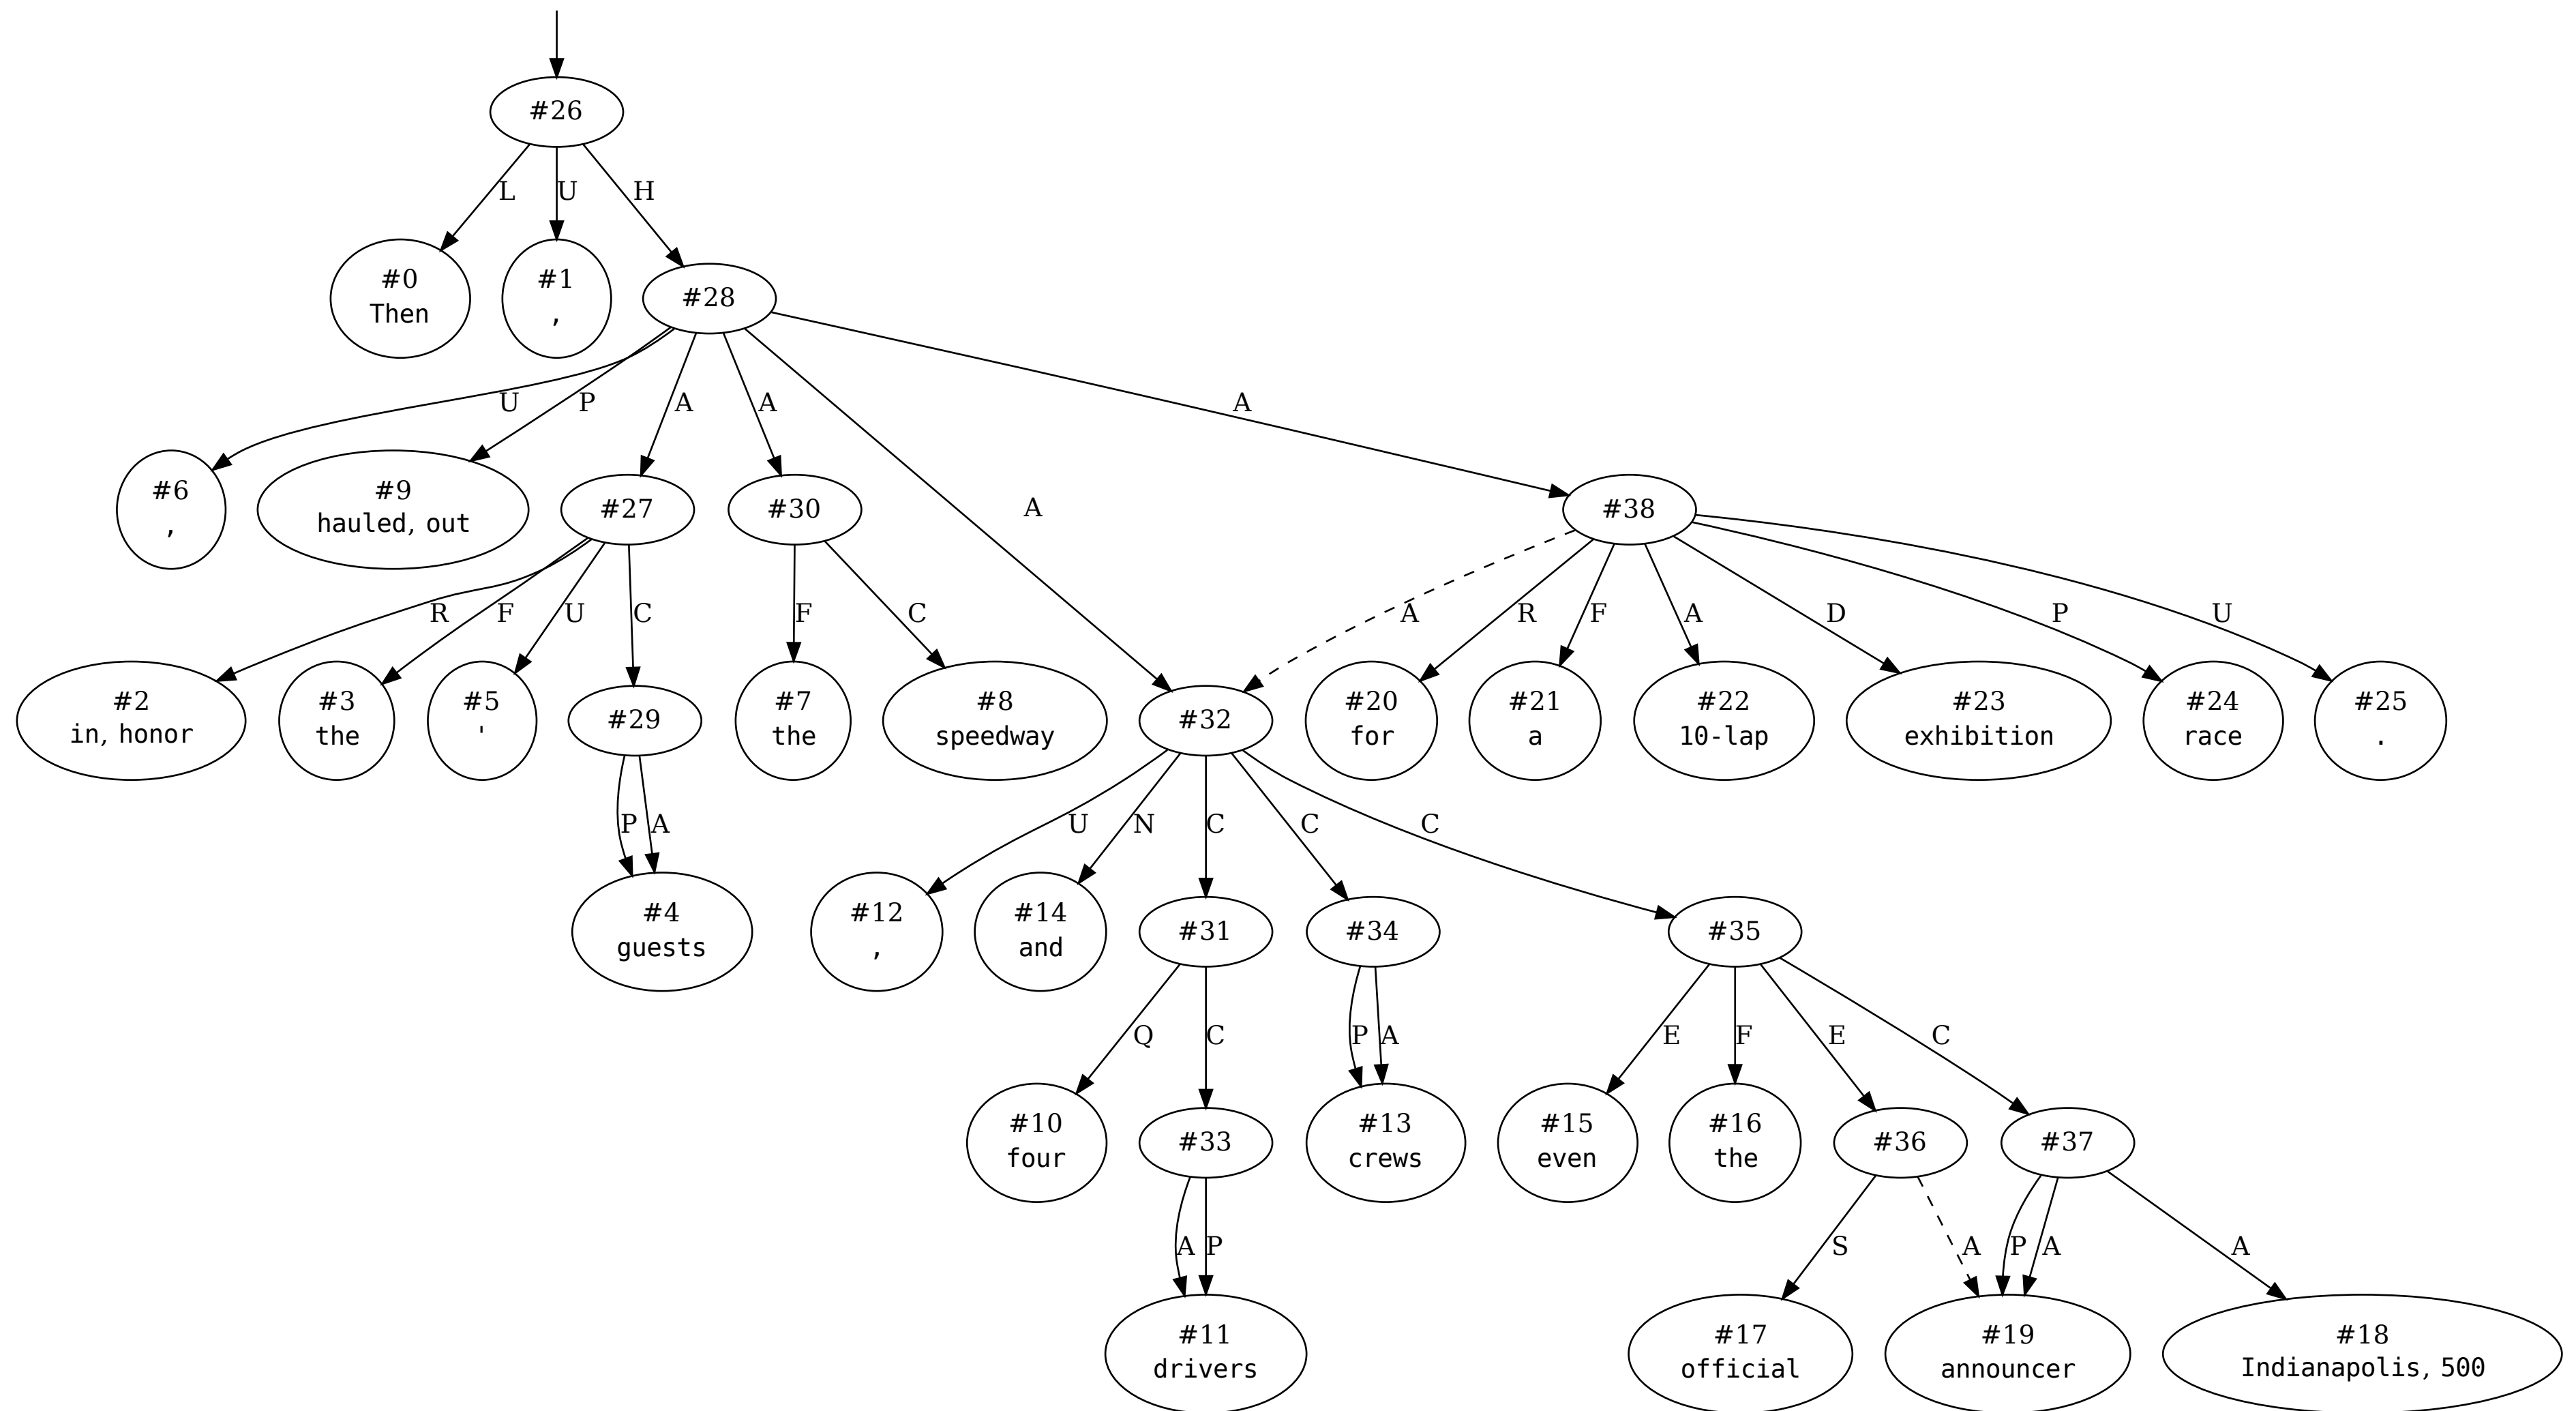 #26
L
U
H
#0
Then
#1
,
#28
U
P
A
A
A
A
#6
,
#9
hauled, out
#27
#30
#38
R
F
U
C
F
C
A
R
F
A
D
P
U
#2
in, honor
#3
the
#5
'
#29
#7
the
#8
speedway
#32
#20
for
#21
a
#22
10-lap
#23
exhibition
#24
race
#25
.
P
A
U
N
C
C
C
#4
guests
#12
,
#14
and
#31
#34
#35
Q
C
P
A
E
F
E
C
#10
four
#33
#13
crews
#15
even
#16
the
#36
#37
A
P
S
A
P
A
A
#11
drivers
#17
official
#19
announcer
#18
Indianapolis, 500